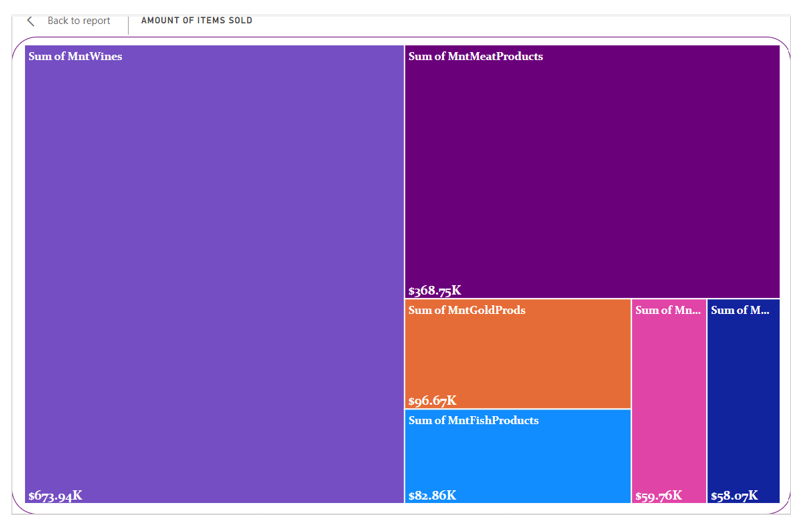 Back to report
AMOUNT OF ITEMS SOLD
Sum of MntWines
$673.94K
Sum of MntMeatProducts
$368.75K
Sum of MntGoldProds
$96.67K
Sum of MntFishProducts
$82.86K
Sum of Mn...
$59.76K
Sum of M...
$58.07K